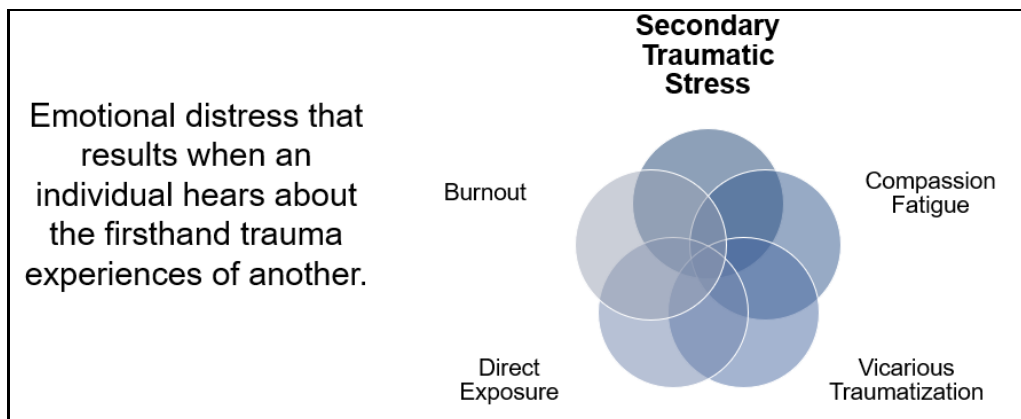 Emotional distress that
results when an
individual hears about
the firsthand trauma
experiences of another.
Secondary
Traumatic
Stress
Burnout
Compassion
Fatigue
Direct
Exposure
Vicarious
Traumatization